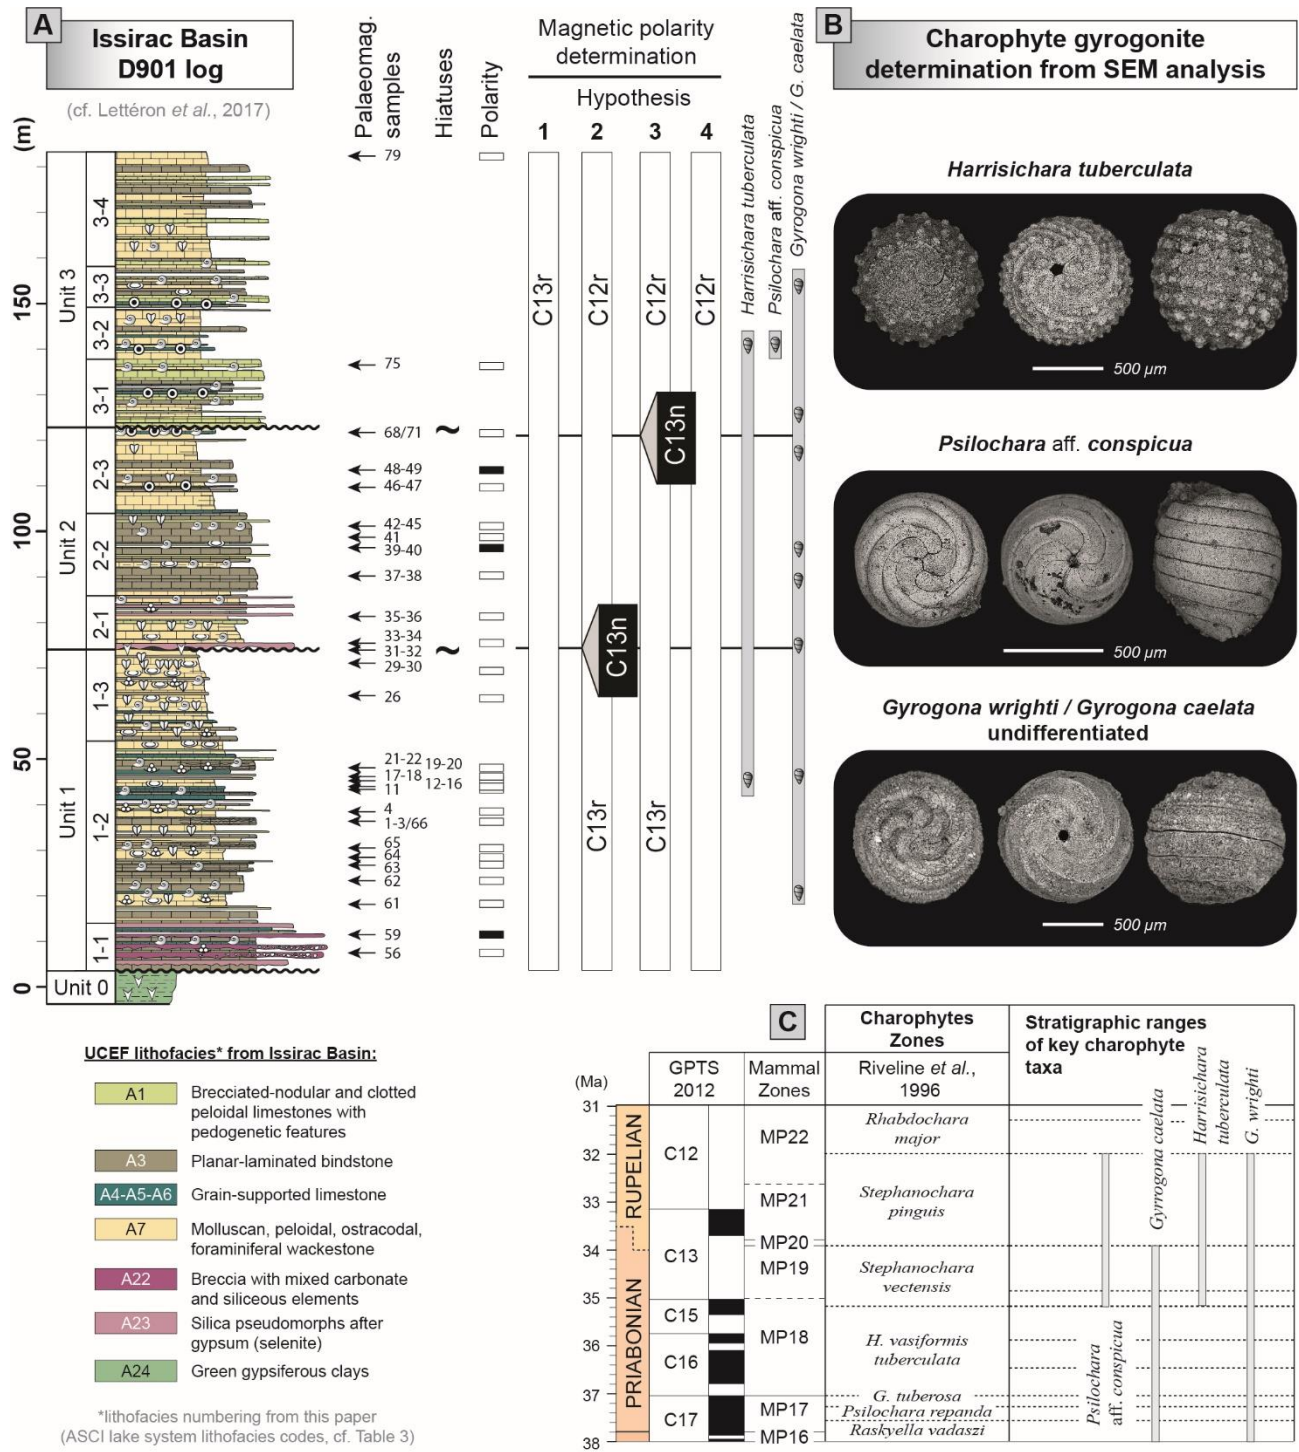 A
Issirac Basin
D901 log
(cf. Lettéron et al., 2017)
(m)
Palaeomag.
samples
Hiatuses
Polarity
Magnetic polarity
determination
Hypothesis
1 2 3 4
Harrisichara tuberculata
Psilochara aff. conspicua
Gyrogona wrighti / G. caelata
150
100
50
0
Unit 3
3-4
3-3
3-2
3-1
Unit 2
2-3
2-2
2-1
Unit 1
1-3
1-2
1-1
Unit 0
79
75
68/71
48-49
46-47
42-45
41
39-40
37-38
35-36
33-34
31-32
29-30
26
21-22
19-20
17-18
12-16
11
4
1-3/66
65
64
63
62
61
59
56
~
~
C13r
C12r
C12r
C12r
C13n
C13n
C13r
C13r
B
Charophyte gyrogonite
determination from SEM analysis
Harrisichara tuberculata
500 µm
Psilochara aff. conspicua
500 µm
Gyrogona wrighti / Gyrogona caelata
undifferentiated
500 µm
UCEF lithofacies* from Issirac Basin:
A1 Brecciated-nodular and clotted
peloidal limestones with
pedogenetic features
A3 Planar-laminated bindstone
A4-A5-A6 Grain-supported limestone
A7 Molluscan, peloidal, ostracodal,
foraminiferal wackestone
A22 Breccia with mixed carbonate
and siliceous elements
A23 Silica pseudomorphs after
gypsum (selenite)
A24 Green gypsiferous clays
*lithofacies numbering from this paper
(ASCI lake system lithofacies codes, cf. Table 3)
C
(Ma)
GPTS
2012
Mammal
Zones
Charophytes
Zones
Riveline et al.,
1996
Stratigraphic ranges
of key charophyte
taxa
31
32
33
34
35
36
37
38
RUPELIAN
PRIABONIAN
C12
C13
C15
C16
C17
MP22
MP21
MP20
MP19
MP18
MP17
MP16
Rhabdochara
major
Stephanochara
pinguis
Stephanochara
vectensis
H. vasiformis
tuberculata
G. tuberosa
Psilochara repanda
Raskyella vadaszi
Psilochara
aff. conspicua
Gyrrogona caelata
Harrisichara
tuberculata
G. wrighti